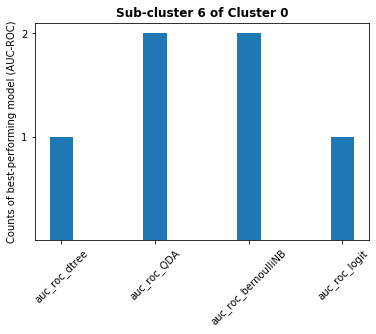 Sub-cluster 6 of Cluster 0
Counts of best-performing model (AUC-ROC)
2
1
auc_roc_dtree
auc_roc_QDA
auc_roc_bernoulliNB
auc_roc_logit